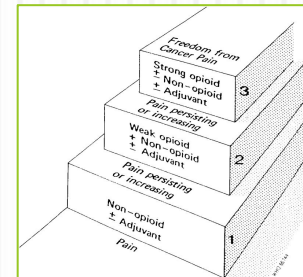 Freedom from
Cancer Pain
Strong opioid
± Non-opioid
± Adjuvant
3
Pain persisting
or increasing
Weak opioid
± Non-opioid
± Adjuvant
2
Pain persisting
or increasing
Non-opioid
± Adjuvant
1
Pain